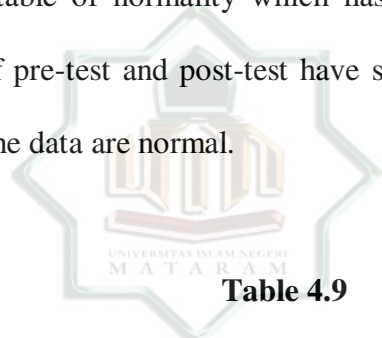 table of normality which has
f pre-test and post-test have s
he data are normal.
UNIVERSITAS ISLAM NEGERI
MATARAM
Table 4.9